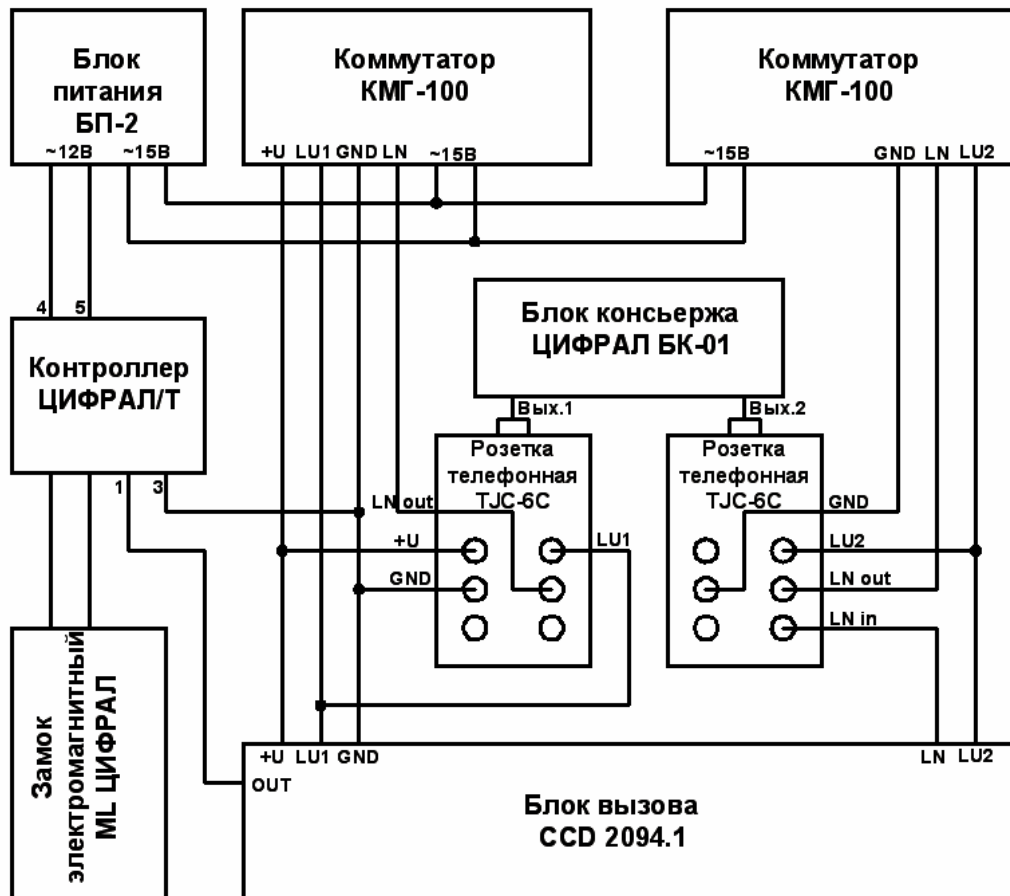 Блок
питания
БП-2
~12В ~15В
Коммутатор
КМГ-100
+U LU1 GND LN ~15В
Коммутатор
КМГ-100
~15В GND LN LU2
4 5
Контроллер
ЦИФРАЛ/Т
1 3
Блок консьержа
ЦИФРАЛ БК-01
Вых.1 Вых.2
Розетка
телефонная
TJC-6C
LN out
+U
GND
LU1
Розетка
телефонная
TJC-6C
GND
LU2
LN out
LN in
Замок
электромагнитный
ML ЦИФРАЛ
+U LU1 GND LN LU2
OUT
Блок вызова
CCD 2094.1